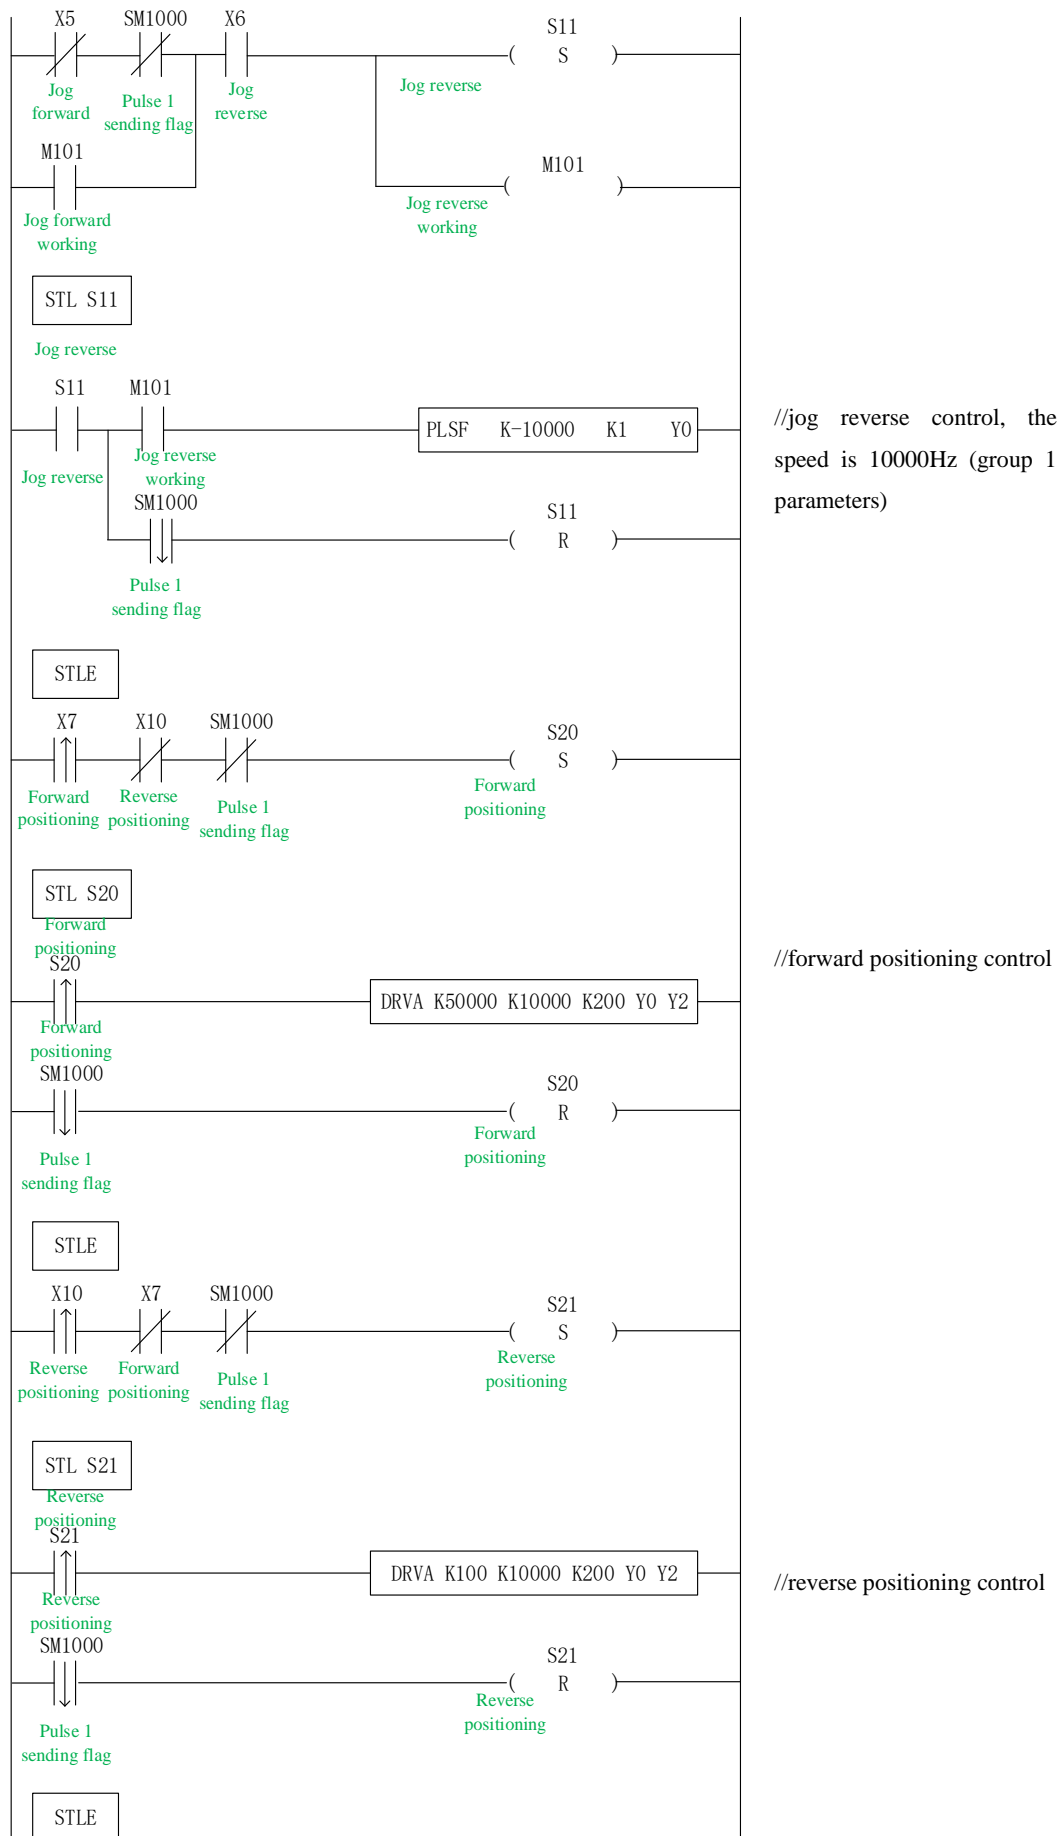 X5 SM1000 X6
S11
( S )
Jog forward
Pulse 1 sending flag
Jog reverse
Jog reverse
M101
M101
( )
Jog forward working
Jog reverse working
STL S11
Jog reverse
S11 M101
PLSF K-10000 K1 Y0
//jog reverse control, the
speed is 10000Hz (group 1
parameters)
Jog reverse
Jog reverse working
SM1000
S11
( R )
Pulse 1
sending flag
STLE
X7 X10 SM1000
S20
( S )
Forward positioning
Reverse positioning
Pulse 1 sending flag
Forward positioning
STL S20
Forward
positioning
//forward positioning control
S20
DRVA K50000 K10000 K200 Y0 Y2
Forward
positioning
SM1000
S20
( R )
Forward
positioning
Pulse 1
sending flag
STLE
X10 X7 SM1000
S21
( S )
Reverse positioning
Forward positioning
Pulse 1 sending flag
Reverse positioning
STL S21
Reverse
positioning
S21
DRVA K100 K10000 K200 Y0 Y2
//reverse positioning control
Reverse
positioning
SM1000
S21
( R )
Reverse
positioning
Pulse 1
sending flag
STLE